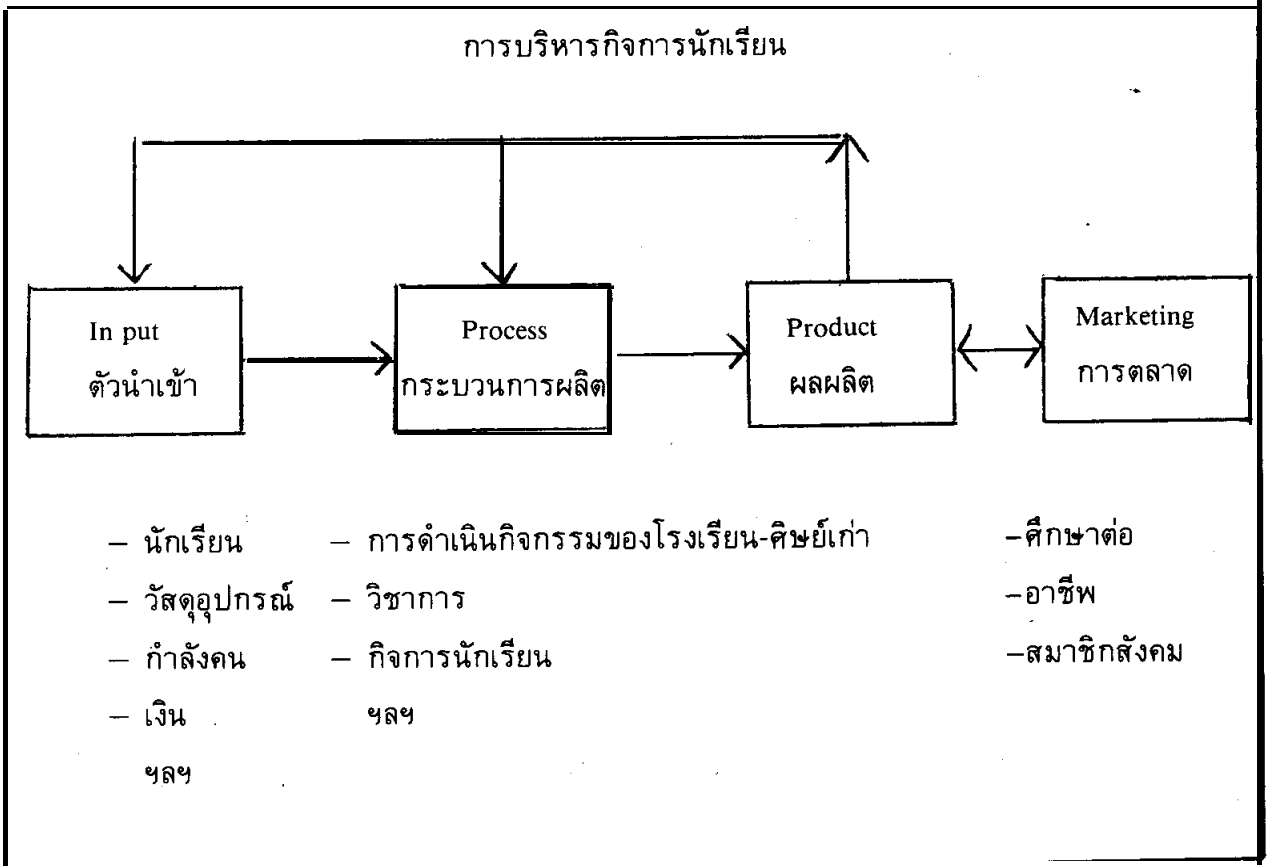 การบริหารกิจการนักเรียน
In put
ตัวนำเข้า
Process
กระบวนการผลิต
Product
ผลผลิต
Marketing
การตลาด
– นักเรียน
– วัสดุอุปกรณ์
– กำลังคน
– เงิน
ฯลฯ
– การดำเนินกิจกรรมของโรงเรียน-ศิษย์เก่า
– วิชาการ
– กิจการนักเรียน
ฯลฯ
–ศึกษาต่อ
–อาชีพ
–สมาชิกสังคม